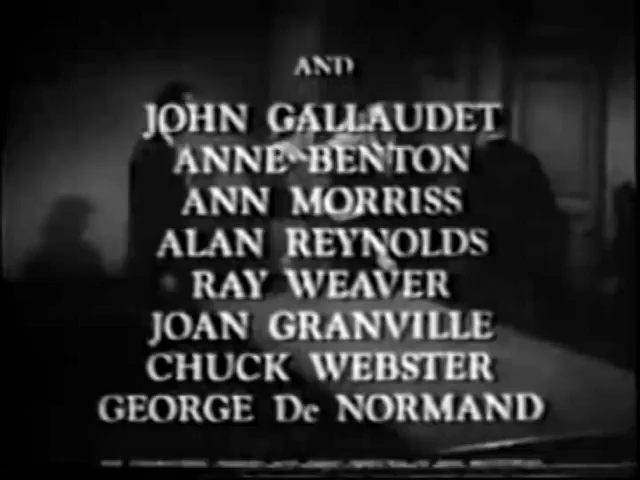 AND
JOHN GALLAUDET
ANNE BENTON
ANN MORRISS
ALAN REYNOLDS
RAY WEAVER
JOAN GRANVILLE
CHUCK WEBSTER
GEORGE De NORMAND